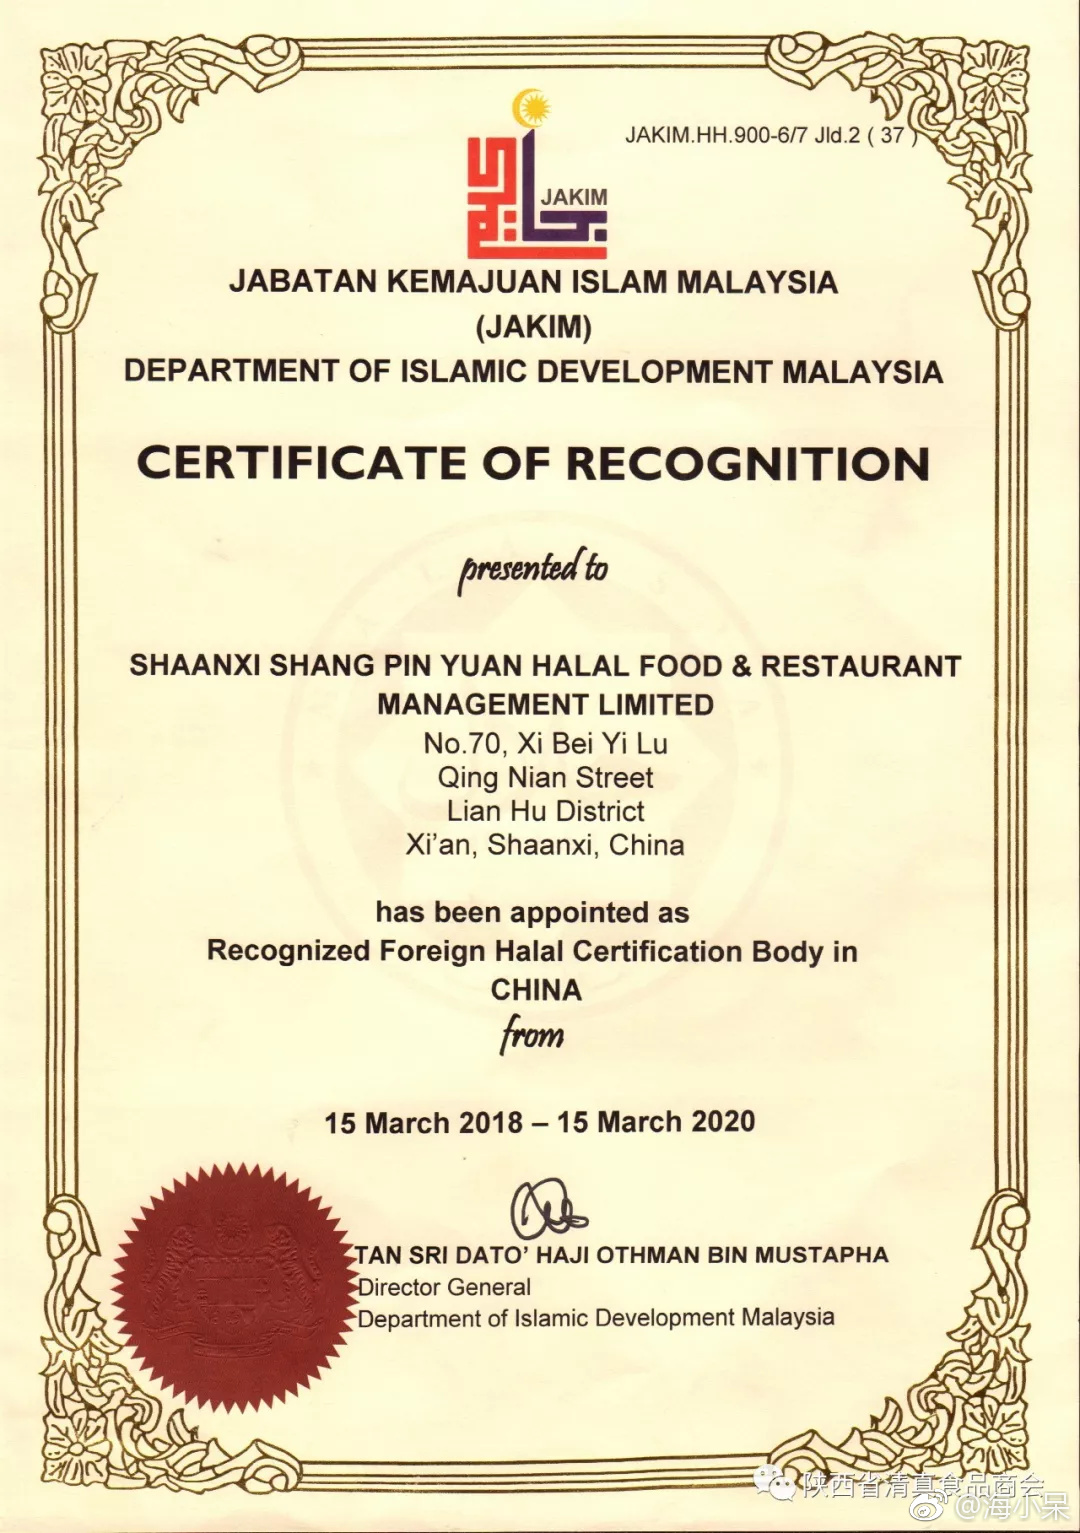 JAKIM.HH.900-6/7 Jld.2 ( 37 )
JAKIM
JABATAN KEMAJUAN ISLAM MALAYSIA
(JAKIM)
DEPARTMENT OF ISLAMIC DEVELOPMENT MALAYSIA
CERTIFICATE OF RECOGNITION
presented to
SHAANXI SHANG PIN YUAN HALAL FOOD & RESTAURANT
MANAGEMENT LIMITED
No.70, Xi Bei Yi Lu
Qing Nian Street
Lian Hu District
Xi’an, Shaanxi, China
has been appointed as
Recognized Foreign Halal Certification Body in
CHINA
from
15 March 2018 – 15 March 2020
TAN SRI DATO’ HAJI OTHMAN BIN MUSTAPHA
Director General
Department of Islamic Development Malaysia
陕西省清真食品商会
@海小呆